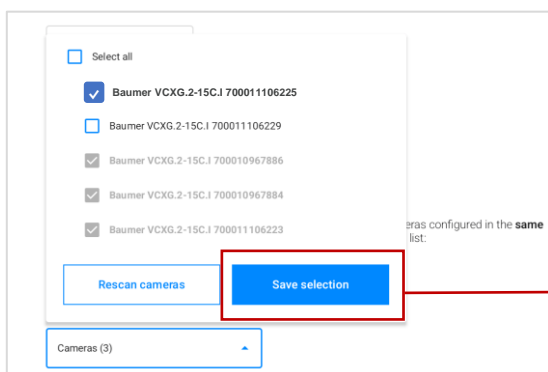 Select all
Baumer VCXG.2-15C.I 700011106225
Baumer VCXG.2-15C.I 700011106229
Baumer VCXG.2-15C.I 700010967886
Baumer VCXG.2-15C.I 700010967884
Baumer VCXG.2-15C.I 700011106223
eras configured in the same
list:
Rescan cameras
Save selection
Cameras (3)